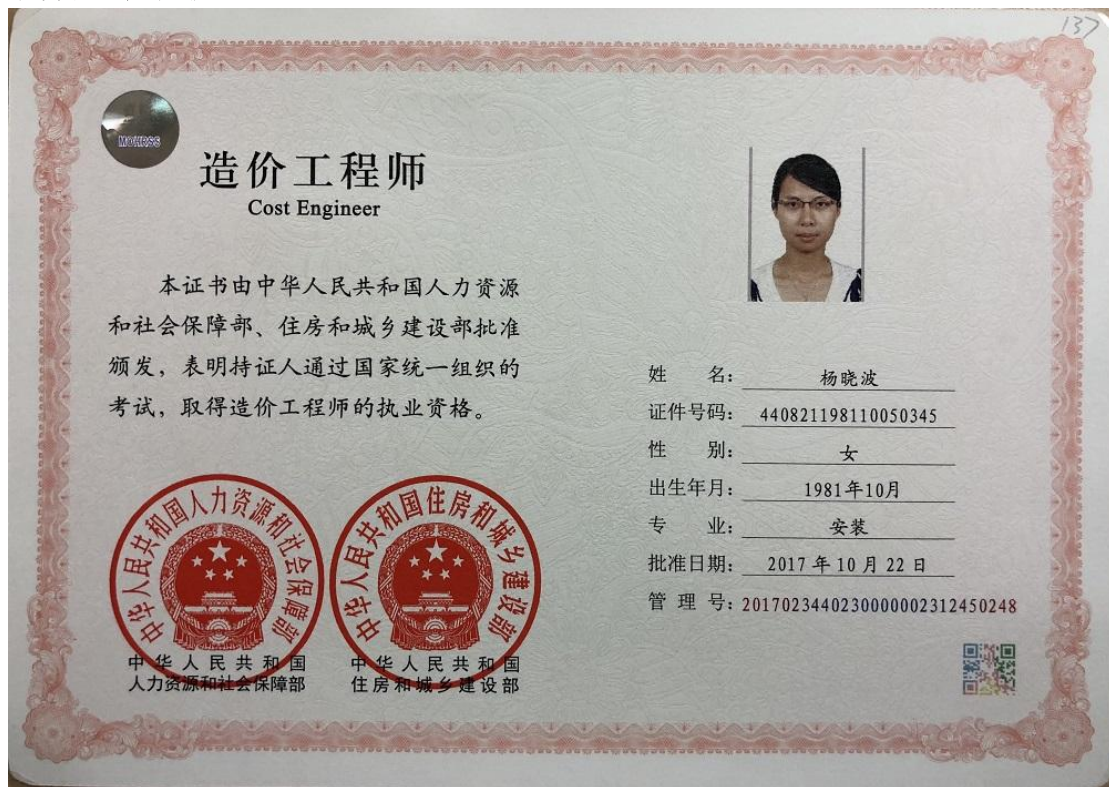 137
MOHRSS
造价工程师
Cost Engineer
本证书由中华人民共和国人力资源
和社会保障部、住房和城乡建设部批准
颁发，表明持证人通过国家统一组织的
考试，取得造价工程师的执业资格。
中华人民共和国人力资源和社会保障部
中华人民共和国
人力资源和社会保障部
中华人民共和国住房和城乡建设部
中华人民共和国
住房和城乡建设部
姓 名： 杨晓波
证件号码： 440821198110050345
性 别： 女
出生年月： 1981年10月
专 业： 安装
批准日期： 2017 年 10 月 22 日
管 理 号： 2017023440230000002312450248